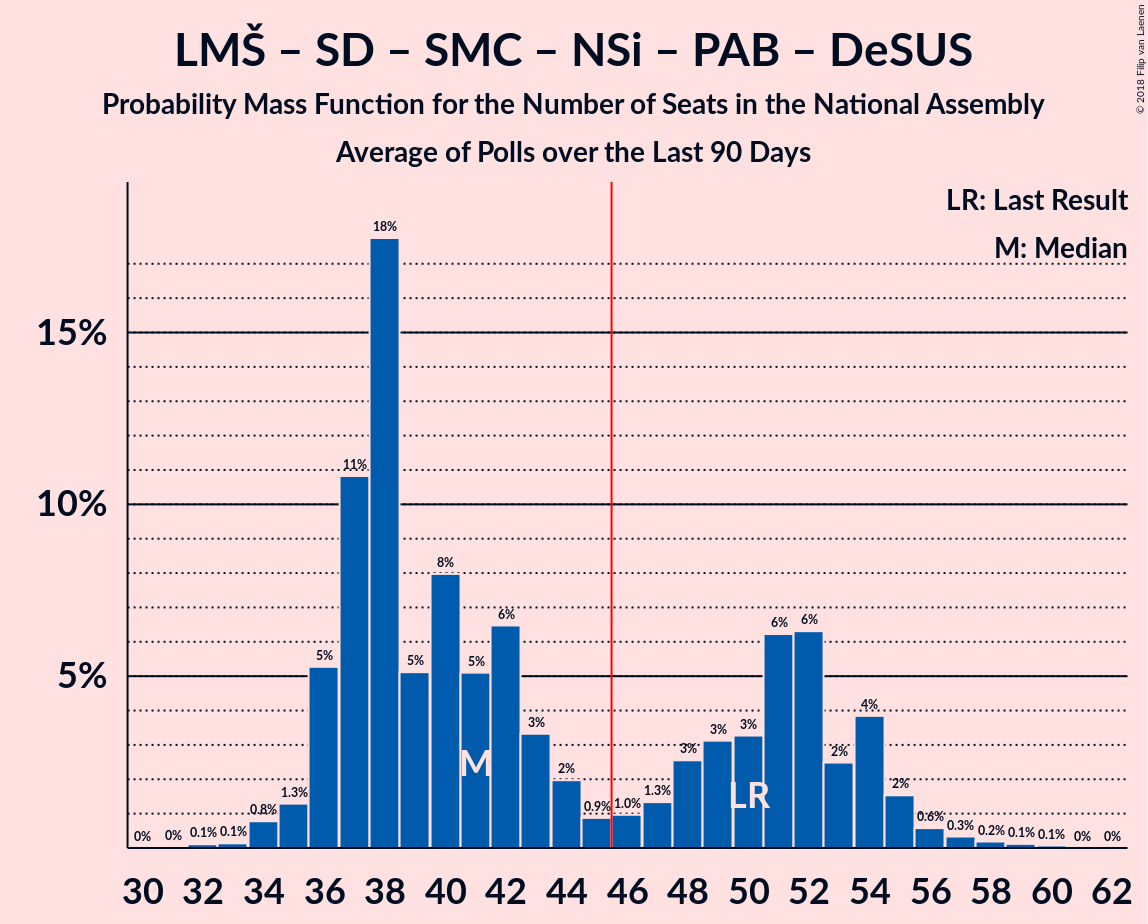 LMŠ – SD – SMC – NSi – PAB – DeSUS
Probability Mass Function for the Number of Seats in the National Assembly
Average of Polls over the Last 90 Days
© 2018 Filip van Laenen
LR: Last Result
M: Median
15%
10%
5%
0% 0% 0.1% 0.1% 0.8% 1.3% 5% 11% 18% 5% 8% 5% 6% 3% 2% 0.9% 1.0% 1.3% 3% 3% 3% 6% 6% 2% 4% 2% 0.6% 0.3% 0.2% 0.1% 0.1% 0% 0%
M
LR
30 32 34 36 38 40 42 44 46 48 50 52 54 56 58 60 62